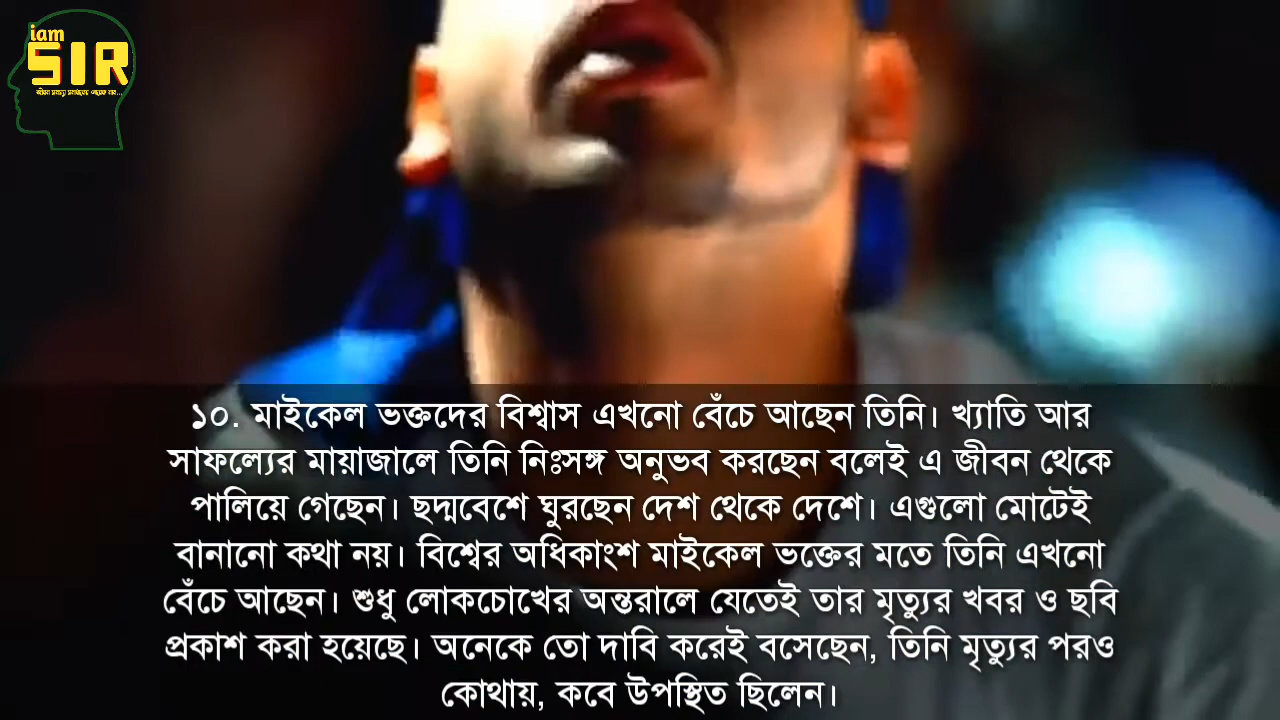 iam
SIR
১০. মাইকেল ভক্তদের বিশ্বাস এখনো বেঁচে আছেন তিনি। খ্যাতি আর
সাফল্যের মায়াজালে তিনি নিঃসঙ্গ অনুভব করছেন বলেই এ জীবন থেকে
পালিয়ে গেছেন। ছদ্মবেশে ঘুরছেন দেশ থেকে দেশে। এগুলো মোটেই
বানানো কথা নয়। বিশ্বের অধিকাংশ মাইকেল ভক্তের মতে তিনি এখনো
বেঁচে আছেন। শুধু লোকচোখের অন্তরালে যেতেই তার মৃত্যুর খবর ও ছবি
প্রকাশ করা হয়েছে। অনেকে তো দাবি করেই বসেছেন, তিনি মৃত্যুর পরও
কোথায়, কবে উপস্থিত ছিলেন।